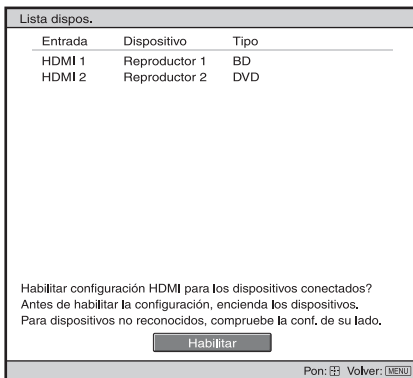 Lista dispos.
Entrada Dispositivo Tipo
HDMI 1 Reproductor 1 BD
HDMI 2 Reproductor 2 DVD
Habilitar configuración HDMI para los dispositivos conectados?
Antes de habilitar la configuración, encienda los dispositivos.
Para dispositivos no reconocidos, compruebe la conf. de su lado.
Habilitar
Pon: Volver: MENU